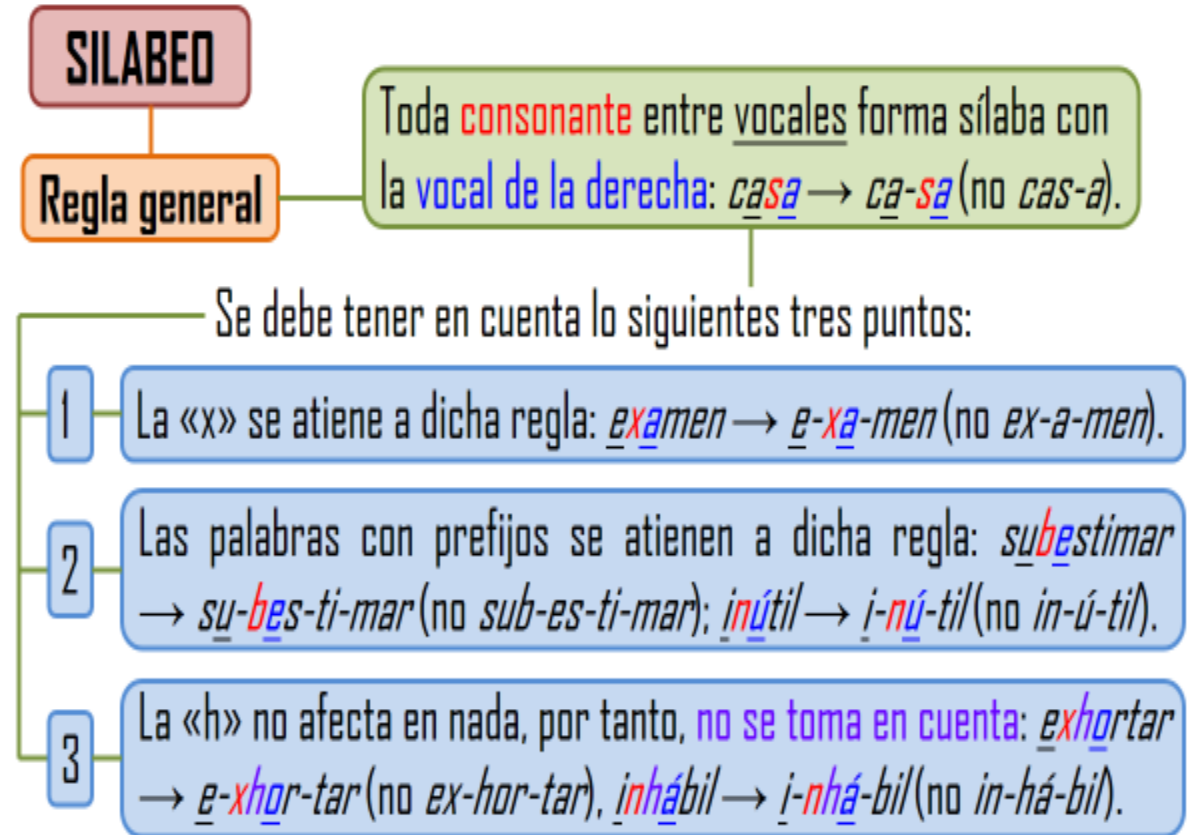 SILABEO
Regla general
Toda consonante entre vocales forma sílaba con
la vocal de la derecha: casa → ca-sa (no cas-a).
Se debe tener en cuenta lo siguientes tres puntos:
1
La «x» se atiene a dicha regla: examen → e-xa-men (no ex-a-men).
2
Las palabras con prefijos se atienen a dicha regla: subestimar
→ su-bes-ti-mar (no sub-es-ti-mar); inútil → i-nú-til (no in-ú-til).
3
La «h» no afecta en nada, por tanto, no se toma en cuenta: exhortar
→ e-xhor-tar (no ex-hor-tar), inhábil → i-nhá-bil (no in-há-bil).